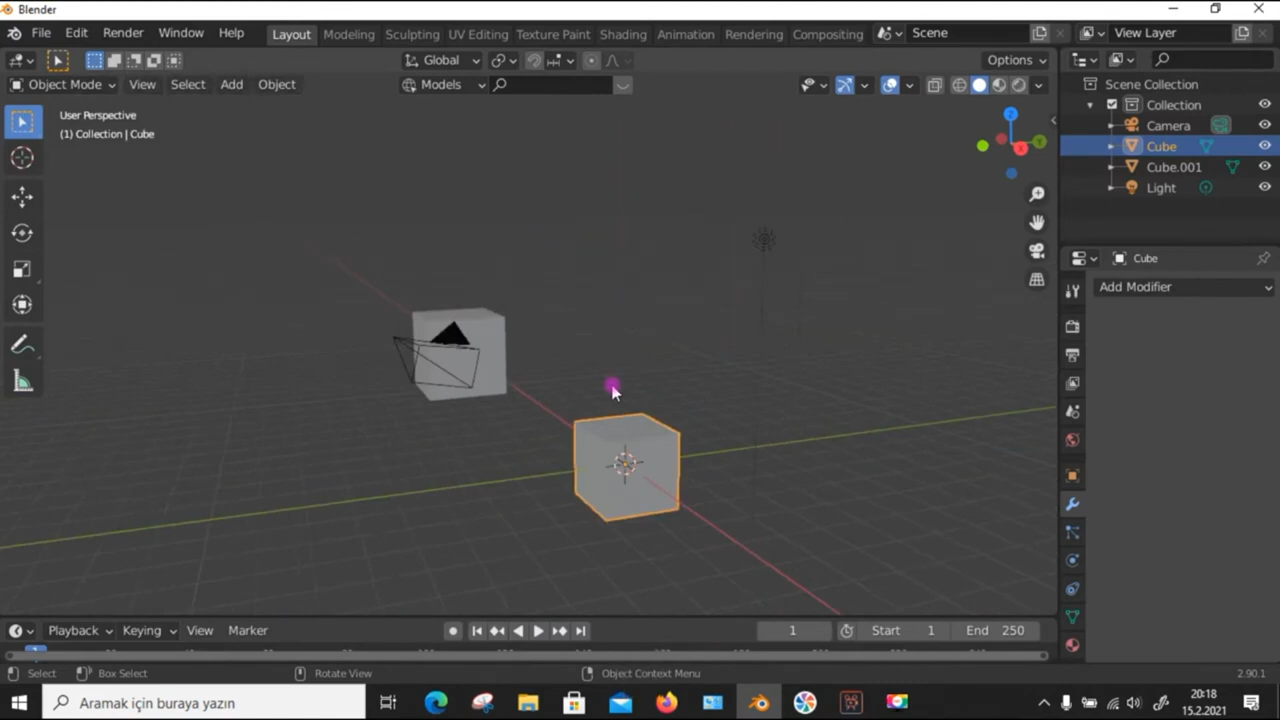 Blender
File Edit Render Window Help Layout Modeling Sculpting UV Editing Texture Paint Shading Animation Rendering Compositing Scene View Layer
Global Options
Object Mode View Select Add Object Models
Scene Collection
User Perspective
(1) Collection | Cube
Collection
Camera
Cube
Cube.001
Light
Z
Y
X
Cube
Add Modifier
Playback Keying View Marker 1 Start 1 End 250
1
Select Box Select Rotate View Object Context Menu 2.90.1
Aramak için buraya yazın
20:18
15.2.2021